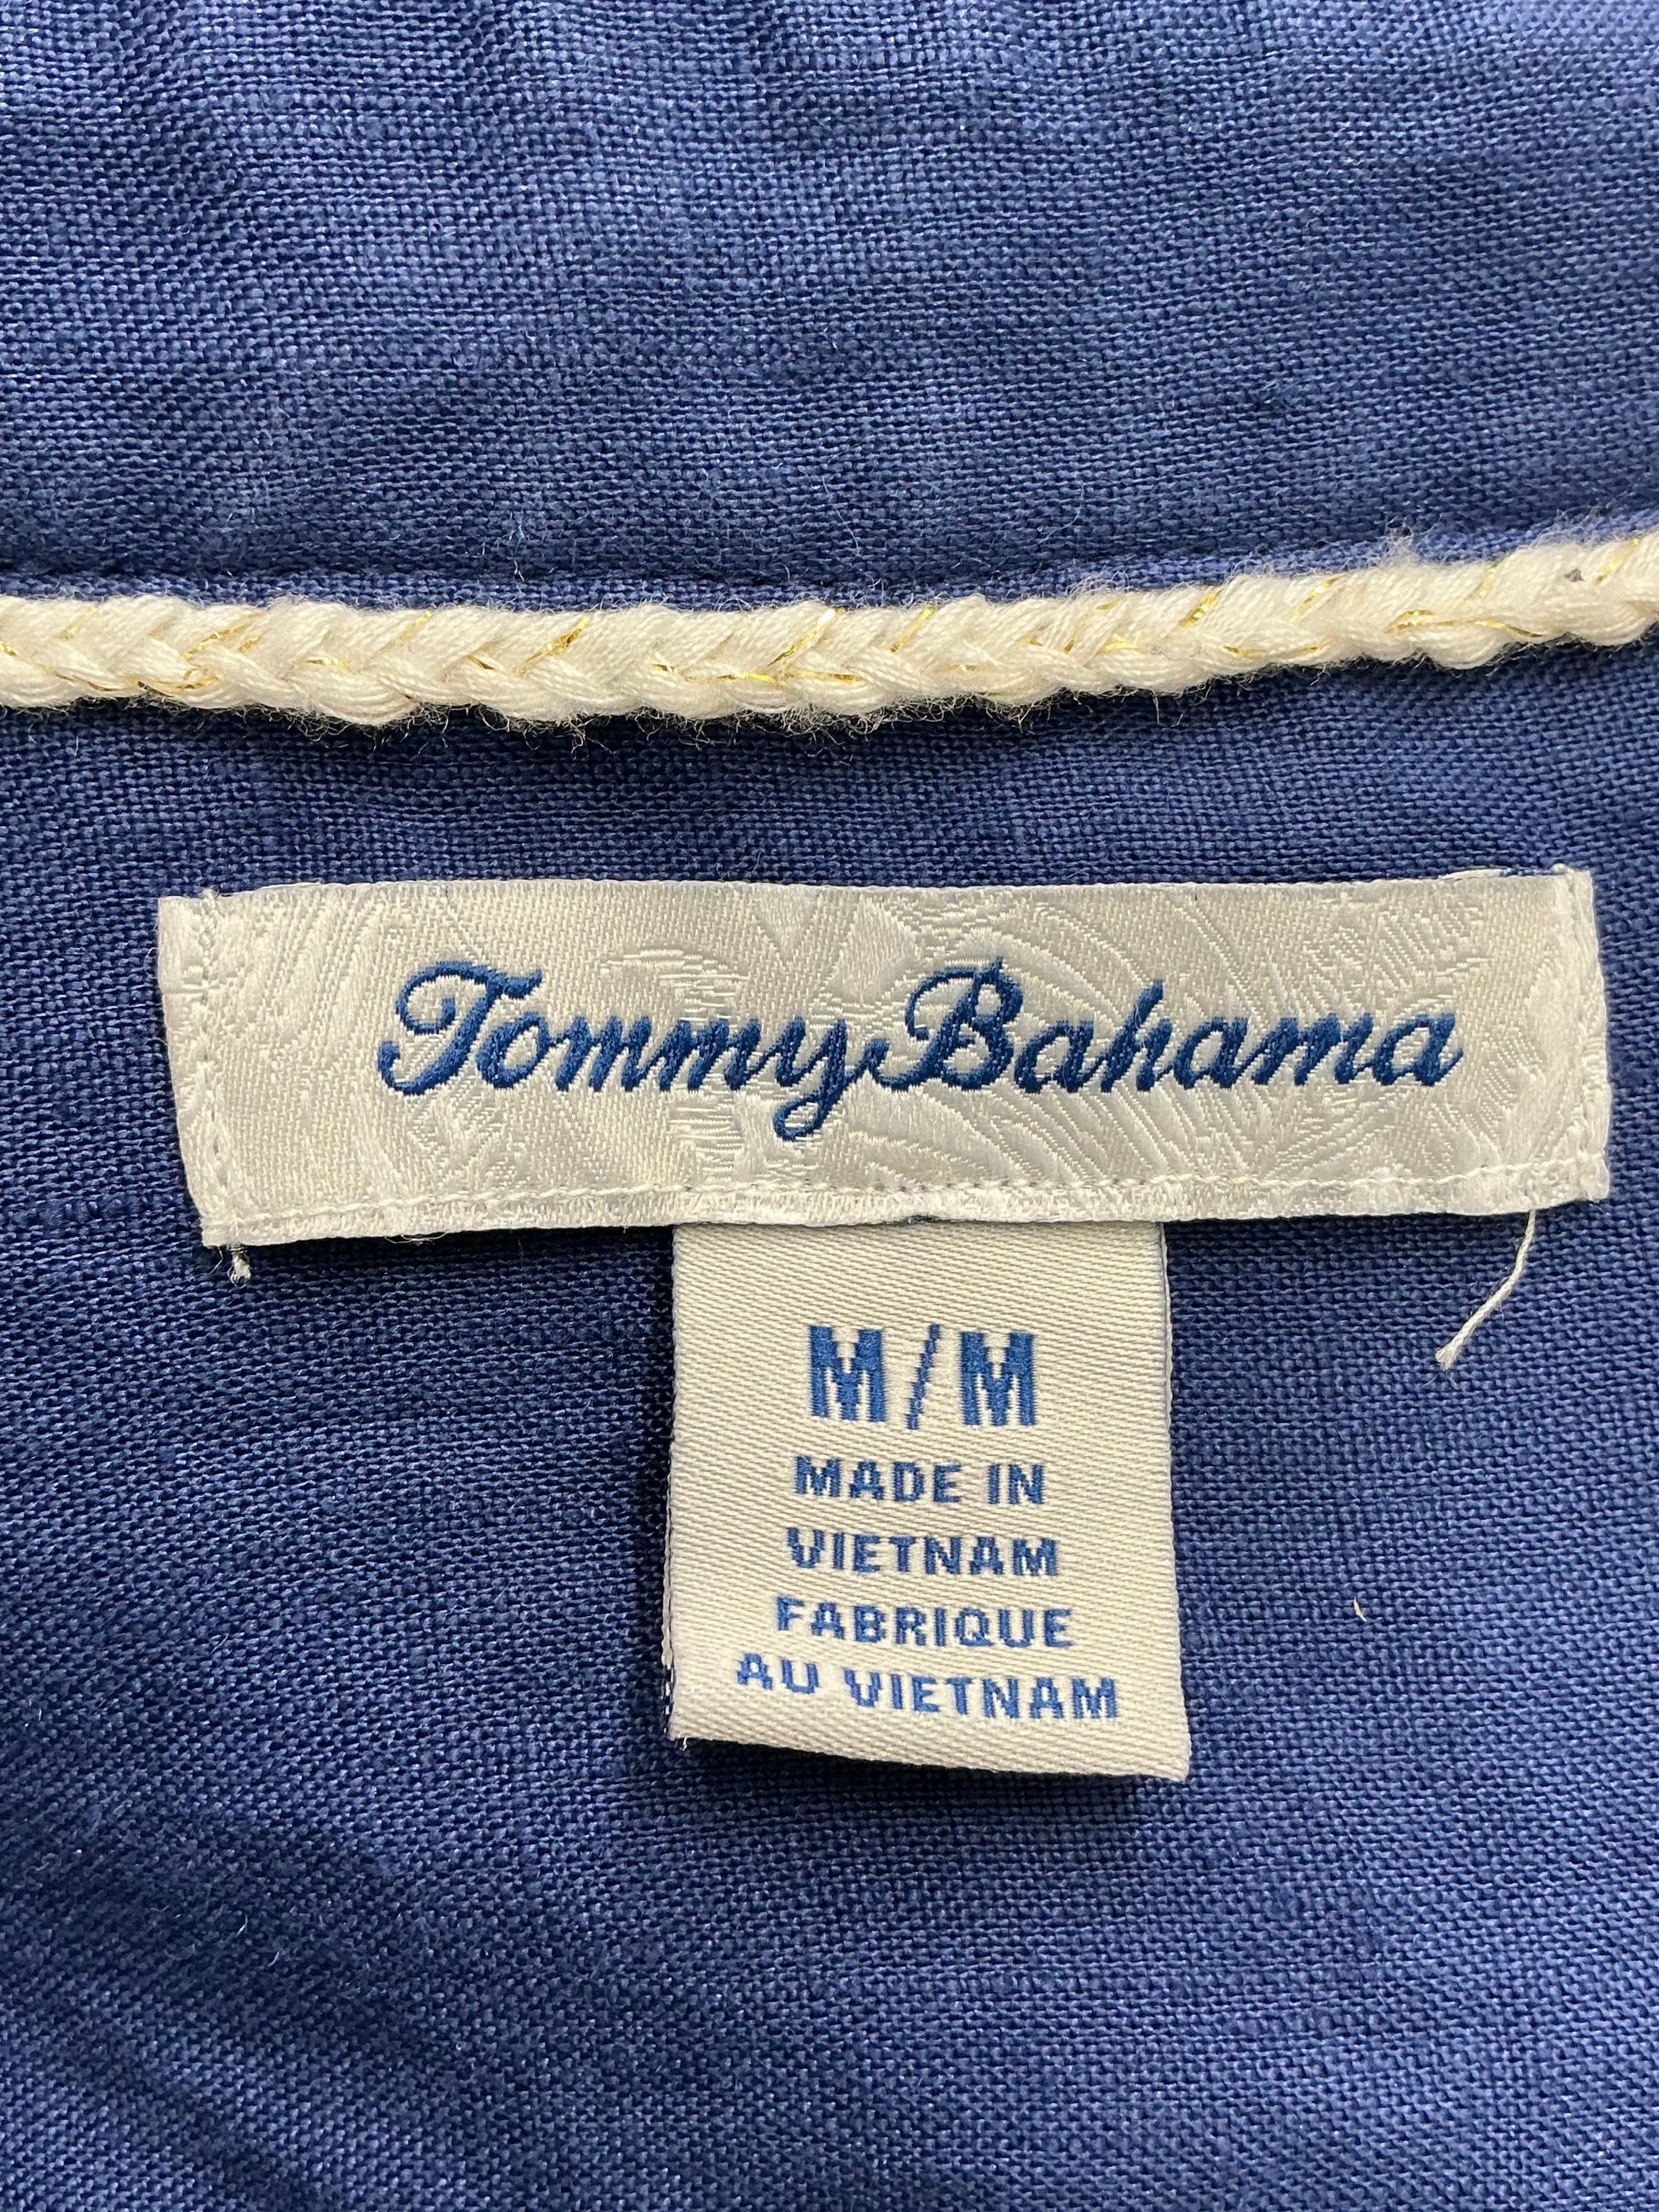 Tommy Bahama
M/M
MADE IN
VIETNAM
FABRIQUE
AU VIETNAM